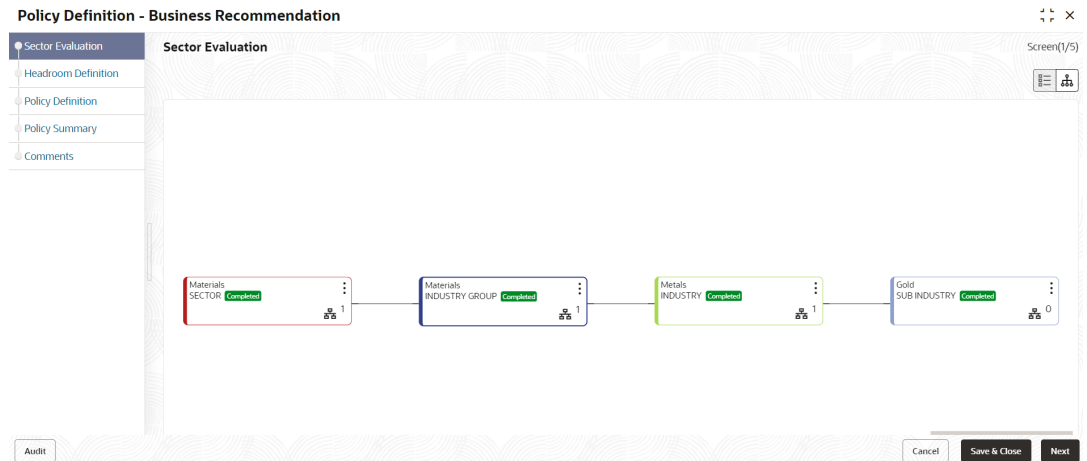 Policy Definition - Business Recommendation
Sector Evaluation
Headroom Definition
Policy Definition
Policy Summary
Comments
Sector Evaluation
Screen(1/5)
Materials
SECTOR Completed
1
Materials
INDUSTRY GROUP Completed
1
Metals
INDUSTRY Completed
1
Gold
SUB INDUSTRY Completed
0
Audit
Cancel
Save & Close
Next